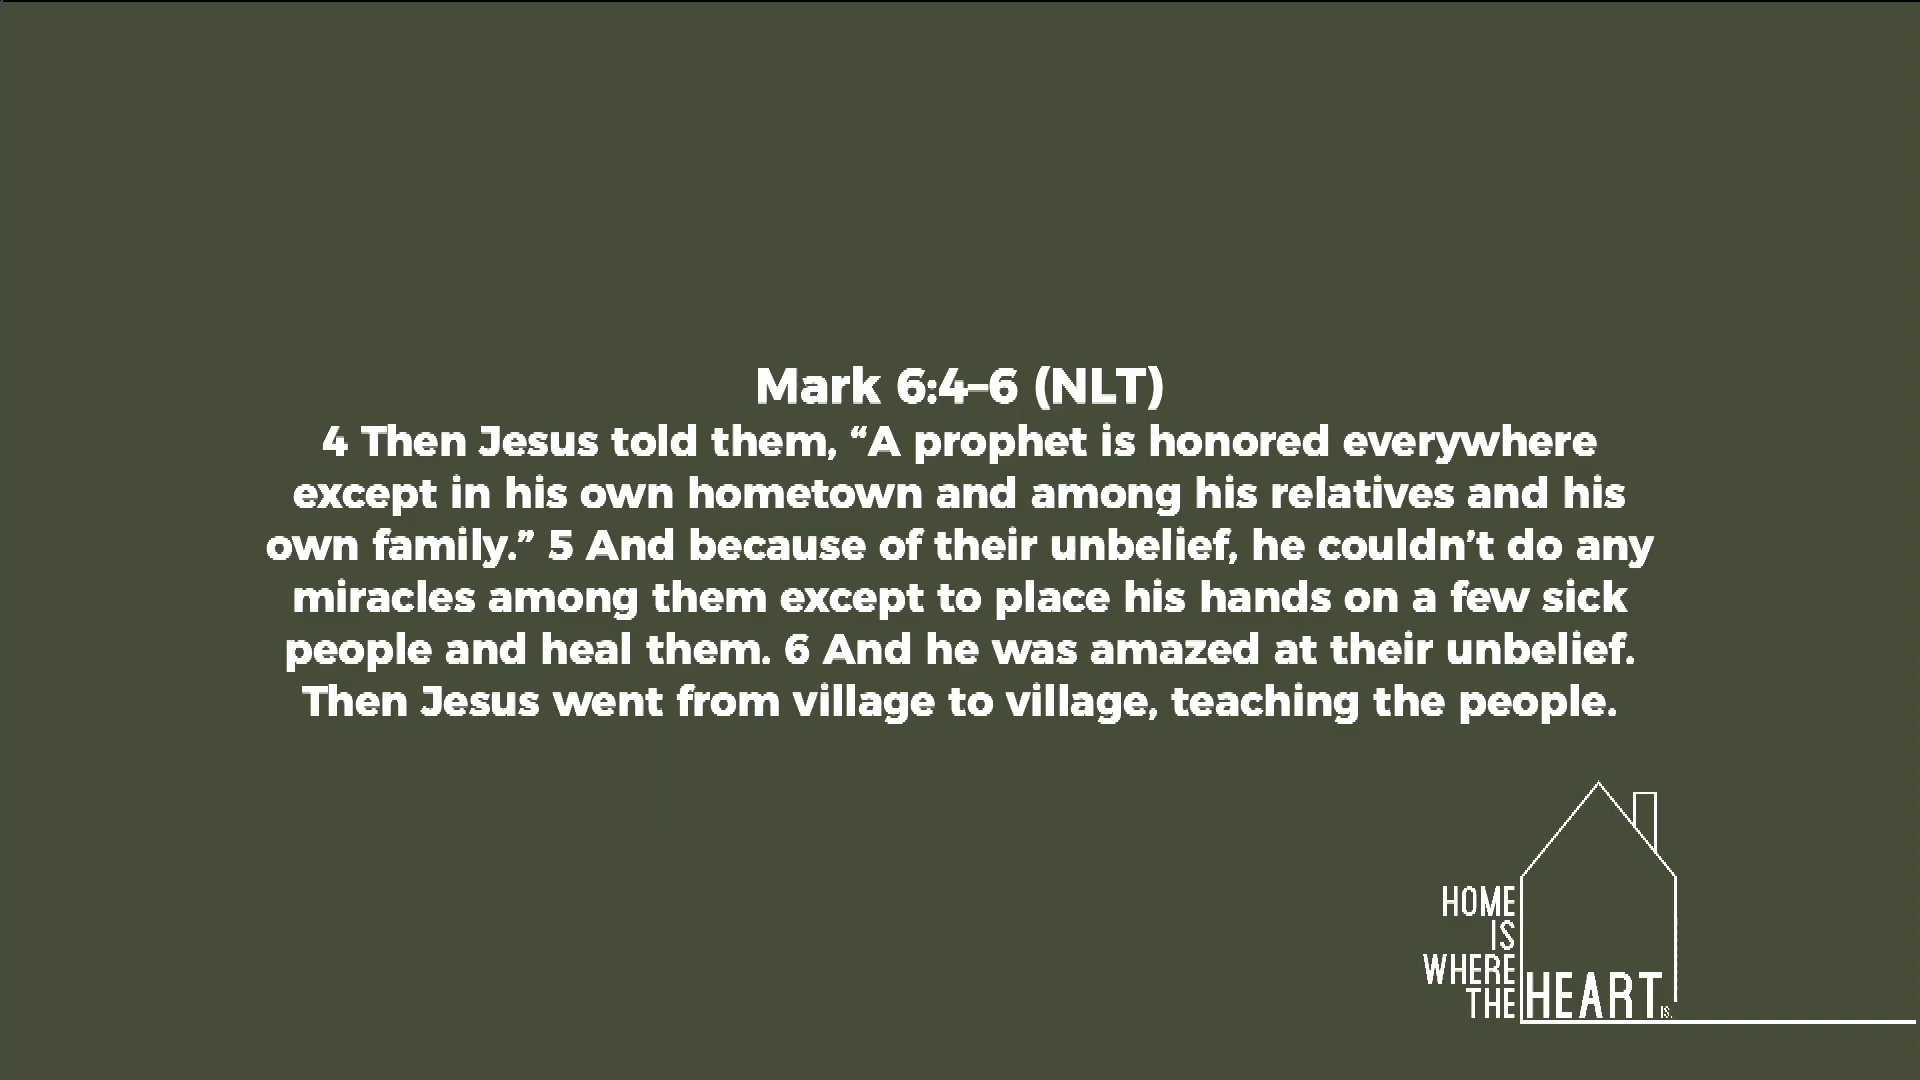 Mark 6:4–6 (NLT)
4 Then Jesus told them, “A prophet is honored everywhere
except in his own hometown and among his relatives and his
own family.” 5 And because of their unbelief, he couldn’t do any
miracles among them except to place his hands on a few sick
people and heal them. 6 And he was amazed at their unbelief.
Then Jesus went from village to village, teaching the people.
HOME
IS
WHERE
THE HEART IS.